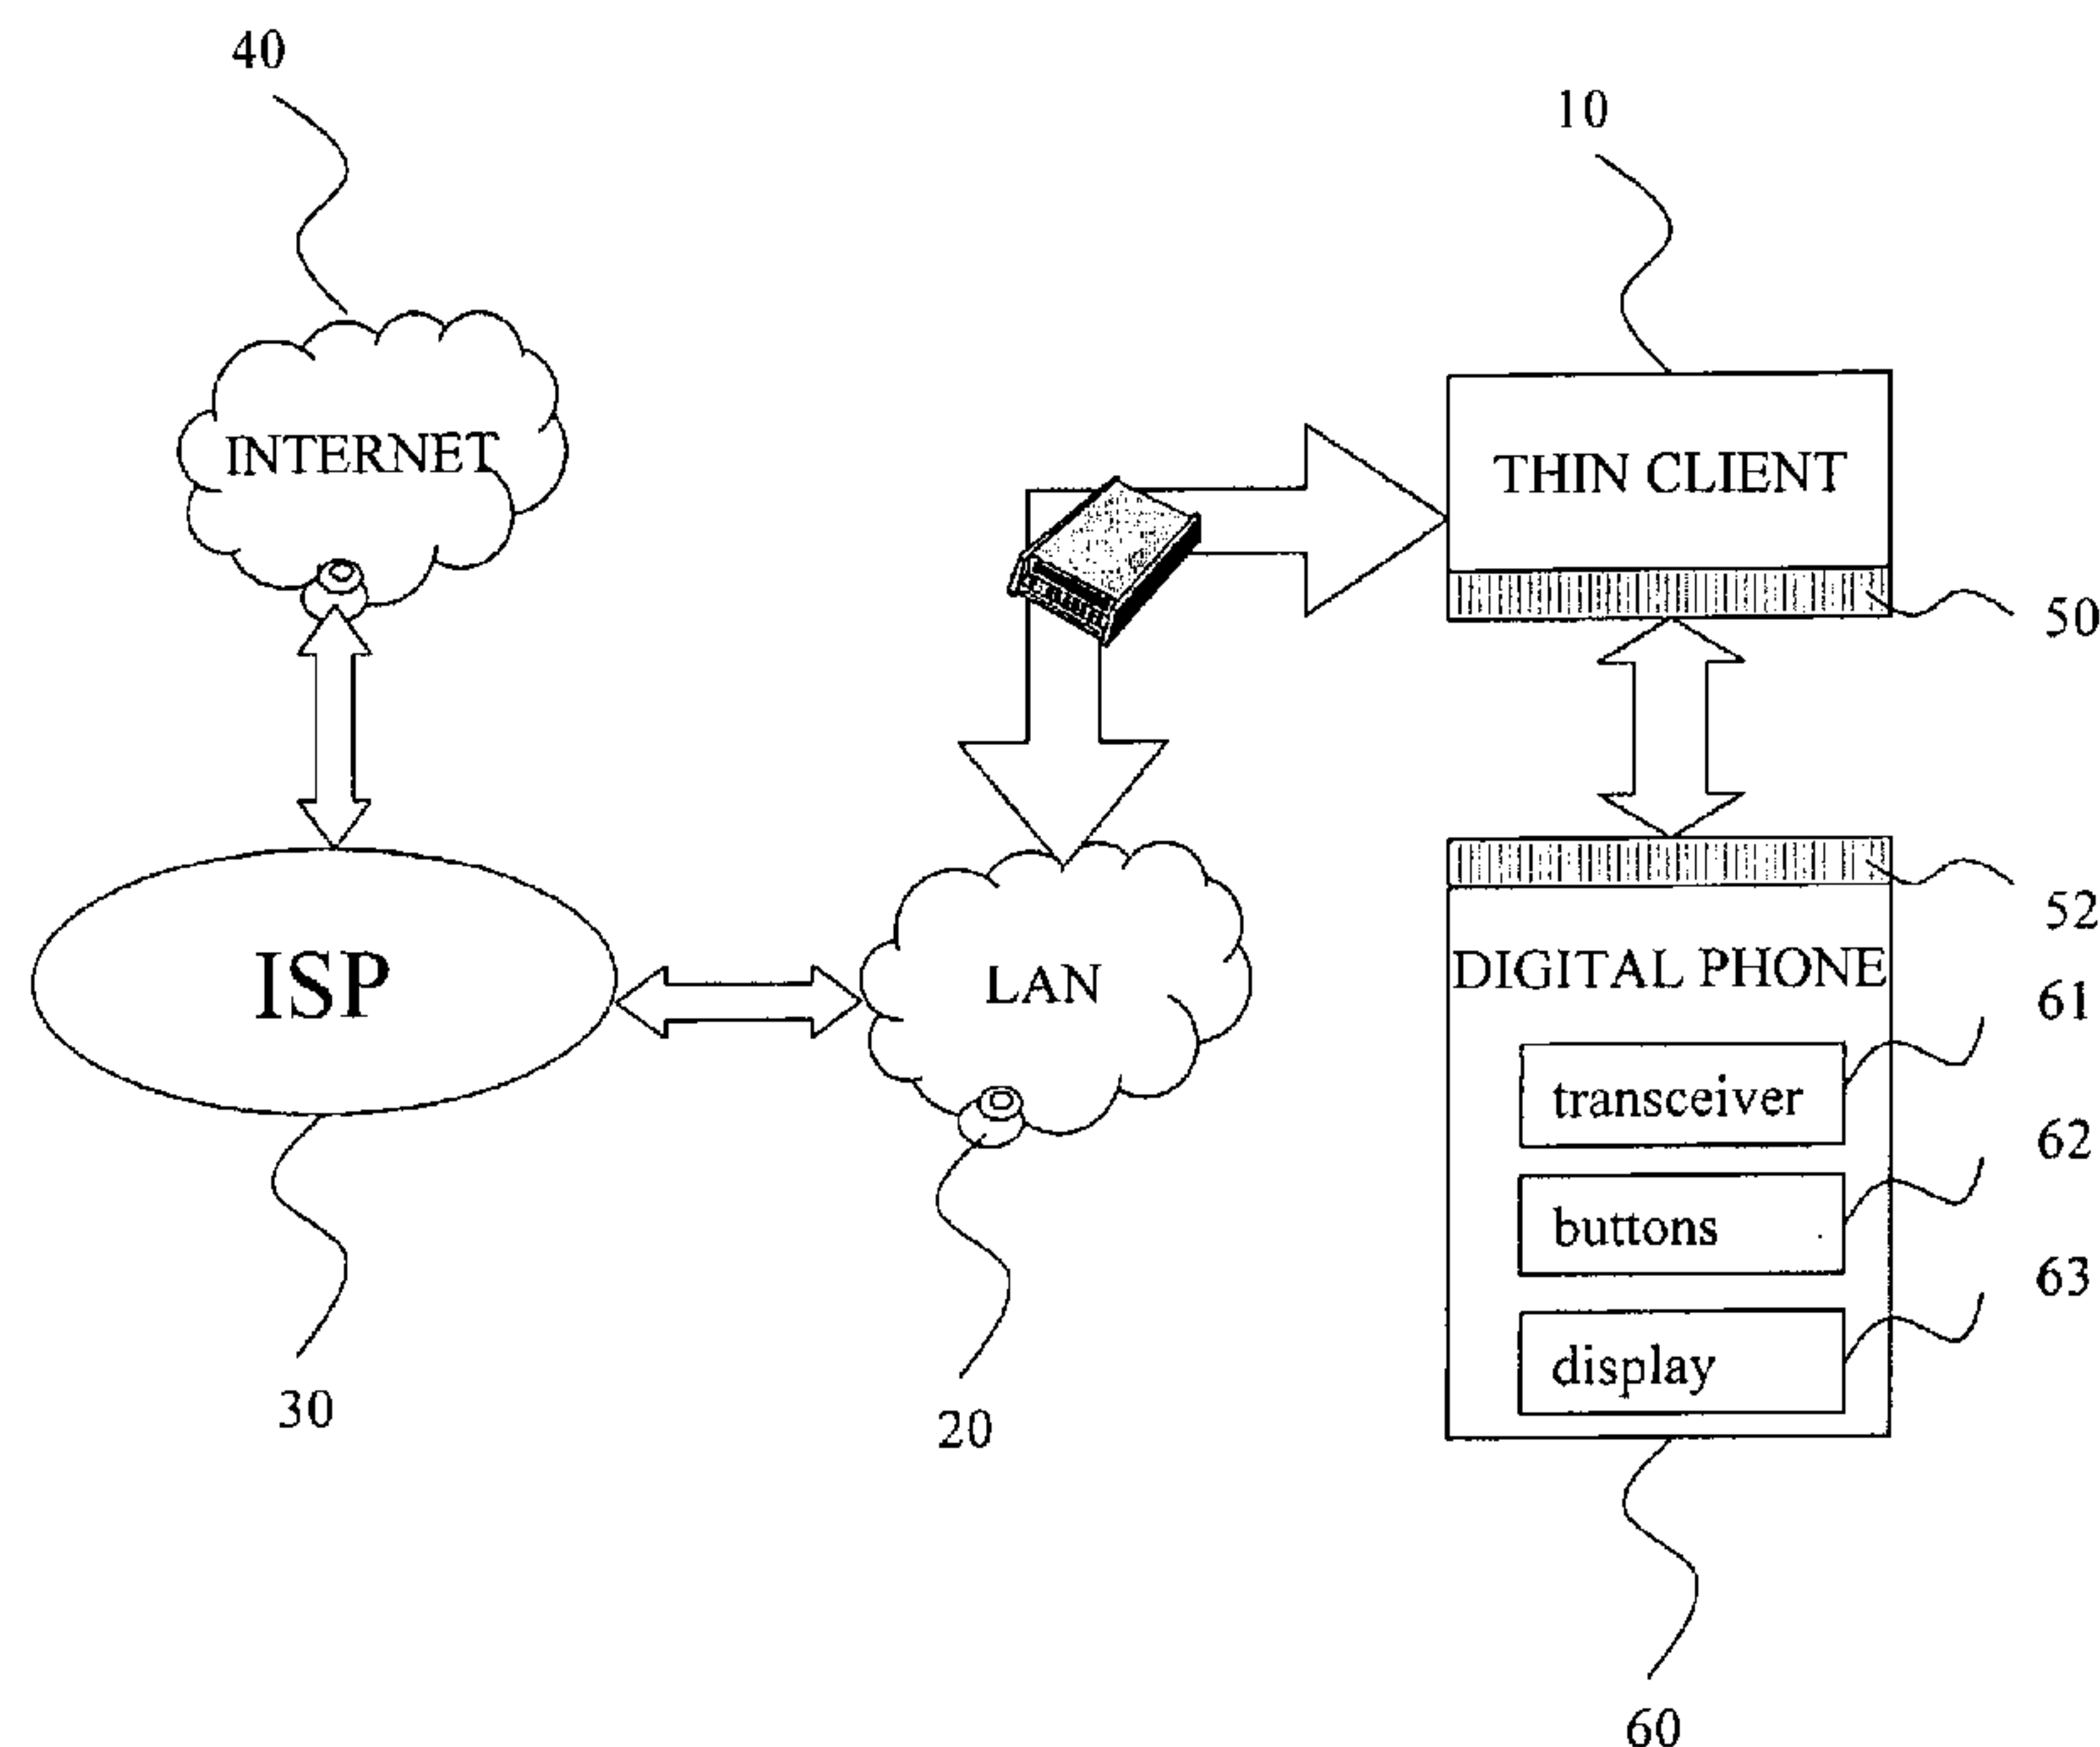 40
10
INTERNET
THIN CLIENT
50
52
DIGITAL PHONE
ISP
LAN
61
transceiver
62
buttons
63
display
30
20
60